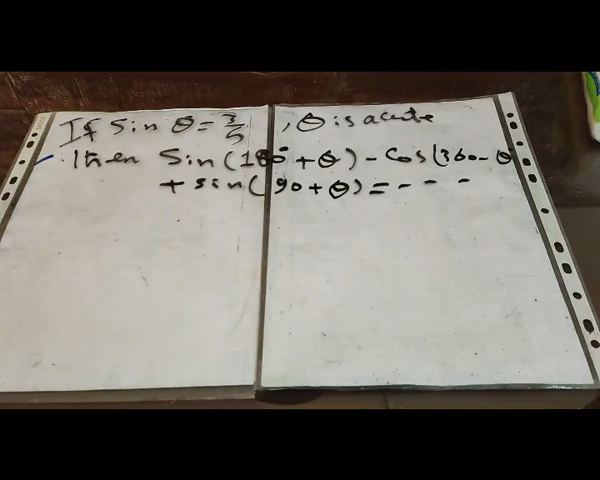 If Sin θ = 3/5 , θ is acute
then Sin(180° + θ) - Cos(360 - θ
+ sin(90 + θ) = - - - -